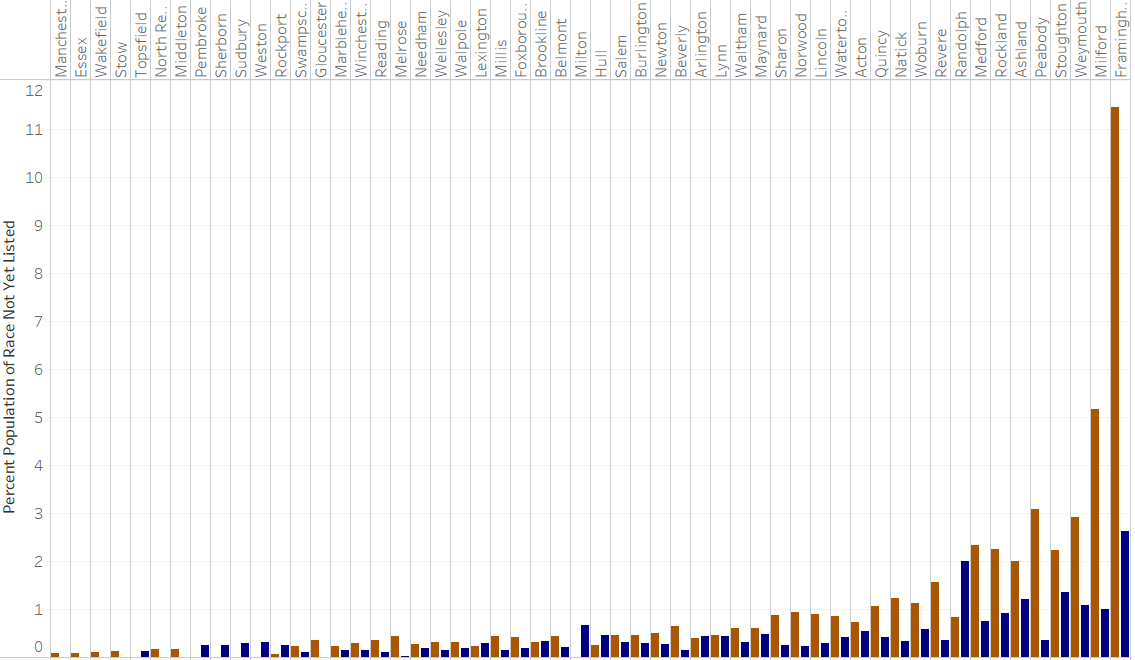 Manchest..
Essex
Wakefield
Stow
Topsfield
North Re..
Middleton
Pembroke
Sherborn
Sudbury
Weston
Rockport
Swampsc..
Gloucester
Marblehe..
Winchest..
Reading
Melrose
Needham
Wellesley
Walpole
Lexington
Millis
Foxborou..
Brookline
Belmont
Milton
Hull
Salem
Burlington
Newton
Beverly
Arlington
Lynn
Waltham
Maynard
Sharon
Norwood
Lincoln
Waterto..
Acton
Quincy
Natick
Woburn
Revere
Randolph
Medford
Rockland
Ashland
Peabody
Stoughton
Weymouth
Milford
Framingh..
Percent Population of Race Not Yet Listed
12
11
10
9
8
7
6
5
4
3
2
1
0